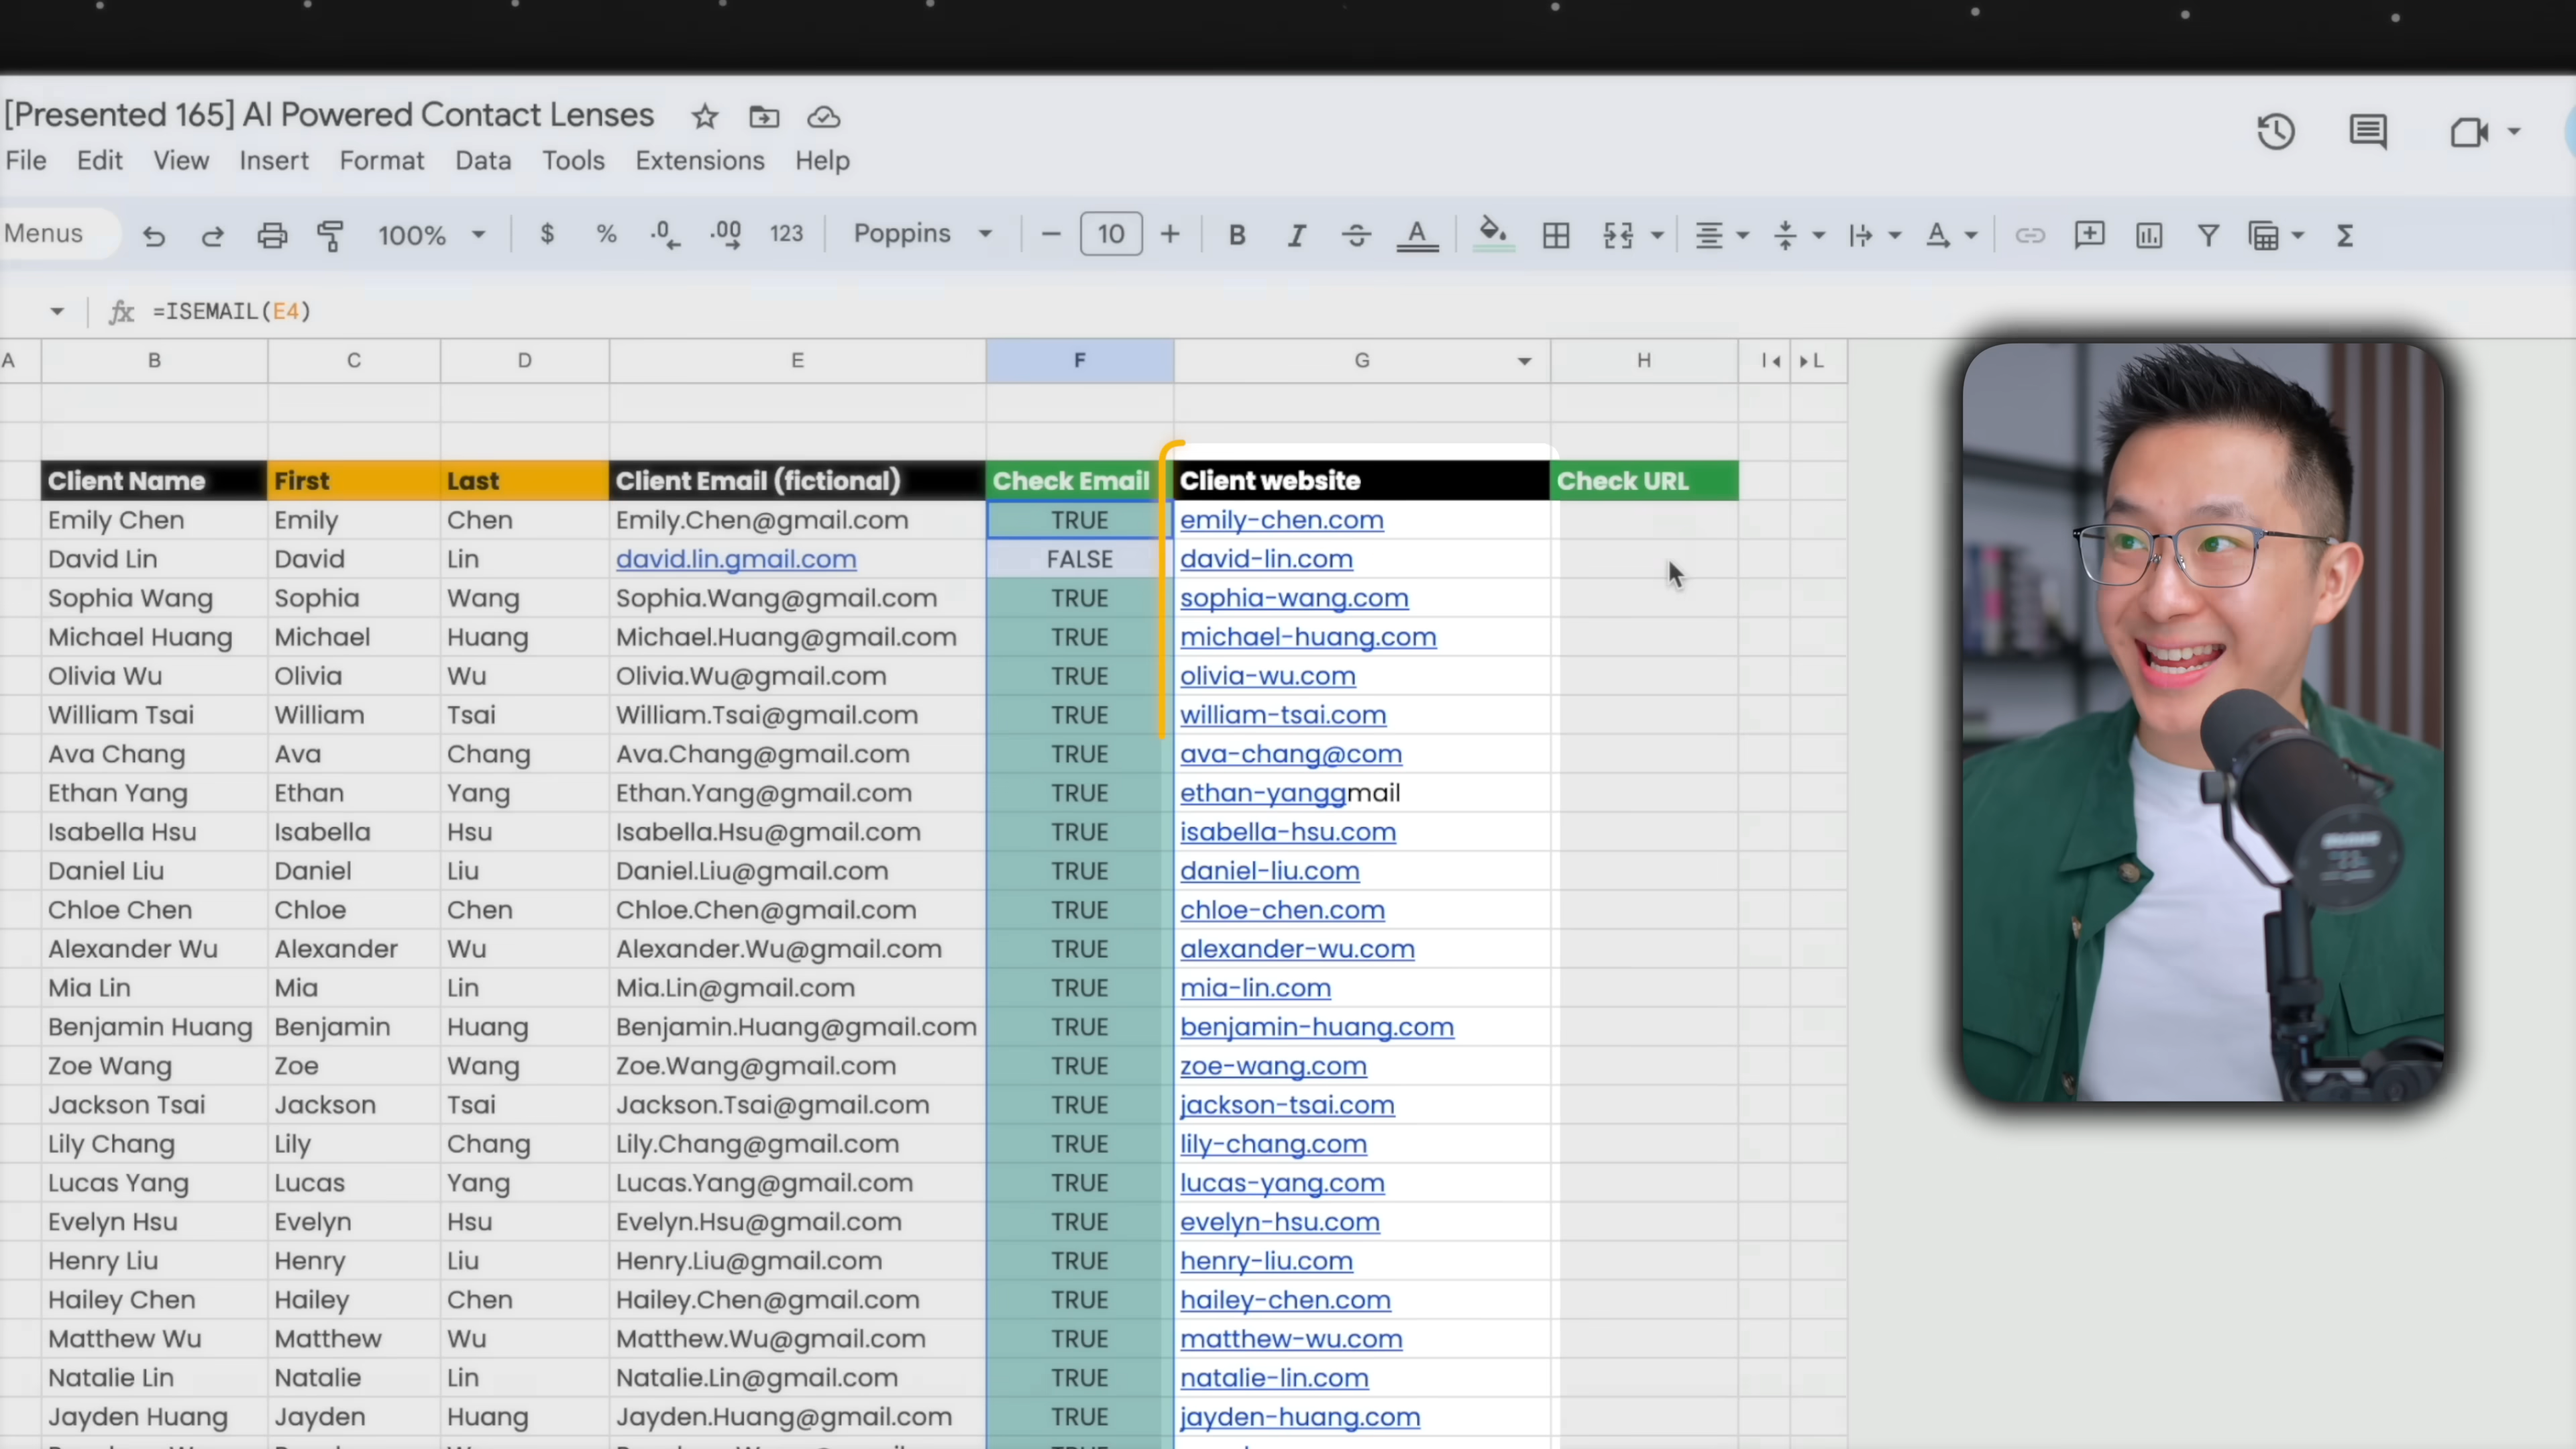 [Presented 165] AI Powered Contact Lenses
File Edit View Insert Format Data Tools Extensions Help
Menus 100% $ % .0 .00 123 Poppins 10 B I A Σ
fx =ISEMAIL(E4)
A B C D E F G H I L
Client Name First Last Client Email (fictional) Check Email Client website Check URL
Emily Chen Emily Chen Emily.Chen@gmail.com TRUE emily-chen.com
David Lin David Lin david.lin.gmail.com FALSE david-lin.com
Sophia Wang Sophia Wang Sophia.Wang@gmail.com TRUE sophia-wang.com
Michael Huang Michael Huang Michael.Huang@gmail.com TRUE michael-huang.com
Olivia Wu Olivia Wu Olivia.Wu@gmail.com TRUE olivia-wu.com
William Tsai William Tsai William.Tsai@gmail.com TRUE william-tsai.com
Ava Chang Ava Chang Ava.Chang@gmail.com TRUE ava-chang@com
Ethan Yang Ethan Yang Ethan.Yang@gmail.com TRUE ethan-yanggmail
Isabella Hsu Isabella Hsu Isabella.Hsu@gmail.com TRUE isabella-hsu.com
Daniel Liu Daniel Liu Daniel.Liu@gmail.com TRUE daniel-liu.com
Chloe Chen Chloe Chen Chloe.Chen@gmail.com TRUE chloe-chen.com
Alexander Wu Alexander Wu Alexander.Wu@gmail.com TRUE alexander-wu.com
Mia Lin Mia Lin Mia.Lin@gmail.com TRUE mia-lin.com
Benjamin Huang Benjamin Huang Benjamin.Huang@gmail.com TRUE benjamin-huang.com
Zoe Wang Zoe Wang Zoe.Wang@gmail.com TRUE zoe-wang.com
Jackson Tsai Jackson Tsai Jackson.Tsai@gmail.com TRUE jackson-tsai.com
Lily Chang Lily Chang Lily.Chang@gmail.com TRUE lily-chang.com
Lucas Yang Lucas Yang Lucas.Yang@gmail.com TRUE lucas-yang.com
Evelyn Hsu Evelyn Hsu Evelyn.Hsu@gmail.com TRUE evelyn-hsu.com
Henry Liu Henry Liu Henry.Liu@gmail.com TRUE henry-liu.com
Hailey Chen Hailey Chen Hailey.Chen@gmail.com TRUE hailey-chen.com
Matthew Wu Matthew Wu Matthew.Wu@gmail.com TRUE matthew-wu.com
Natalie Lin Natalie Lin Natalie.Lin@gmail.com TRUE natalie-lin.com
Jayden Huang Jayden Huang Jayden.Huang@gmail.com TRUE jayden-huang.com